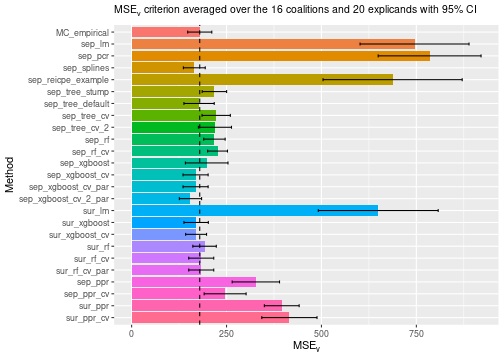 MSEv criterion averaged over the 16 coalitions and 20 explicands with 95% CI
Method
MC_empirical
sep_lm
sep_pcr
sep_splines
sep_reicpe_example
sep_tree_stump
sep_tree_default
sep_tree_cv
sep_tree_cv_2
sep_rf
sep_rf_cv
sep_xgboost
sep_xgboost_cv
sep_xgboost_cv_par
sep_xgboost_cv_2_par
sur_lm
sur_xgboost
sur_xgboost_cv
sur_rf
sur_rf_cv
sur_rf_cv_par
sep_ppr
sep_ppr_cv
sur_ppr
sur_ppr_cv
0 250 500 750
MSEv